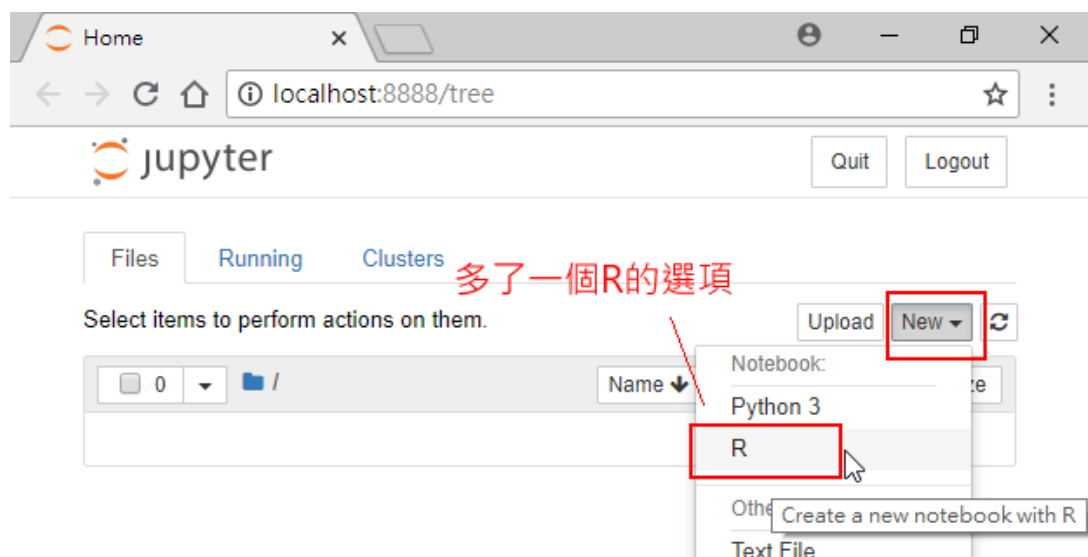 Home
localhost:8888/tree
jupyter
Quit Logout
Files Running Clusters
多了一個R的選項
Select items to perform actions on them.
Upload New
0 / Name
Notebook:
Python 3
R
Create a new notebook with R
Text File